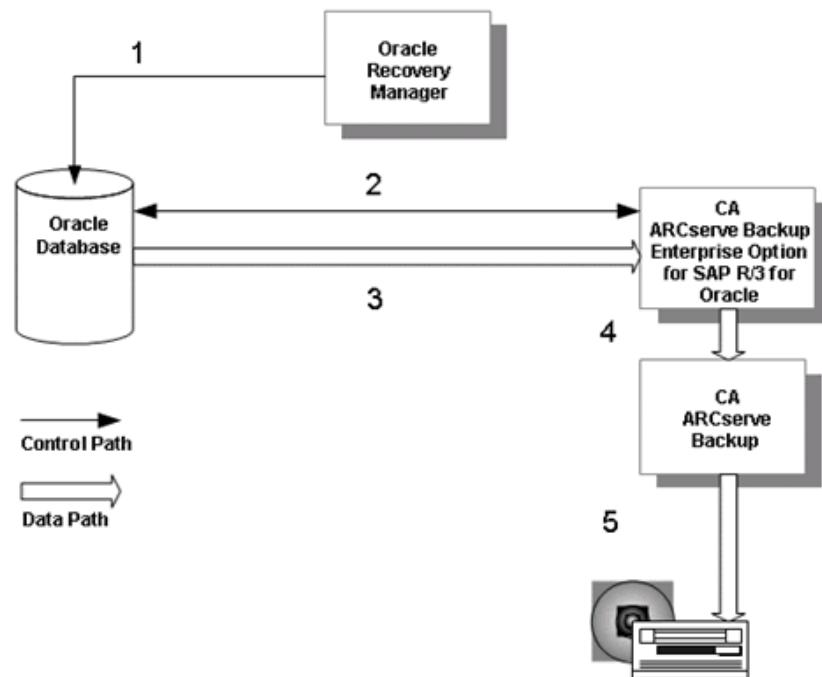 1
Oracle
Recovery
Manager
2
Oracle
Database
CA
ARCserve Backup
Enterprise Option
for SAP R/3 for
Oracle
3
4
CA
ARCserve
Backup
Control Path
Data Path
5